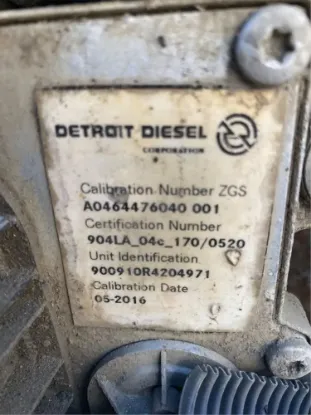 DETROIT DIESEL
CORPORATION
Calibration Number ZGS
A0464476040 001
Certification Number
904LA_04c_170/0520
Unit Identification
900910R4204971
Calibration Date
05-2016